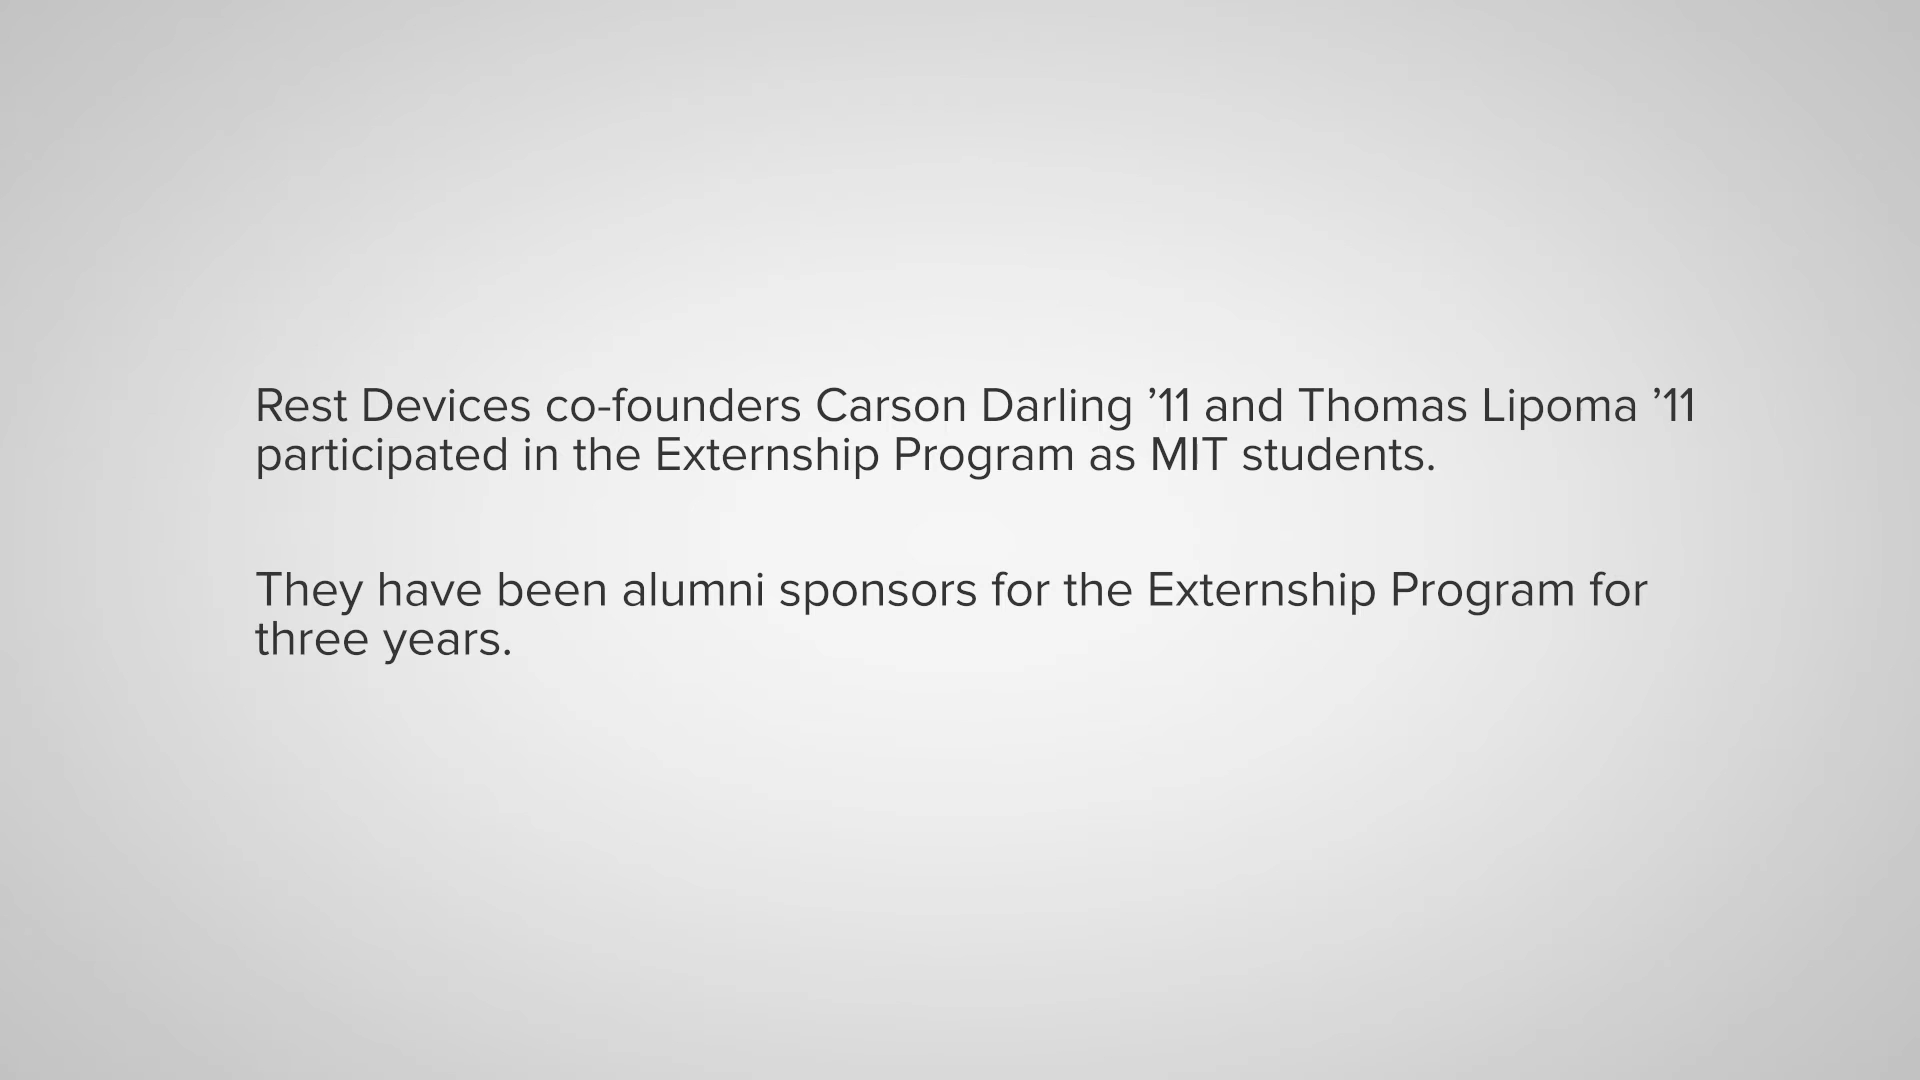 Rest Devices co-founders Carson Darling ’11 and Thomas Lipoma ’11
participated in the Externship Program as MIT students.
They have been alumni sponsors for the Externship Program for
three years.